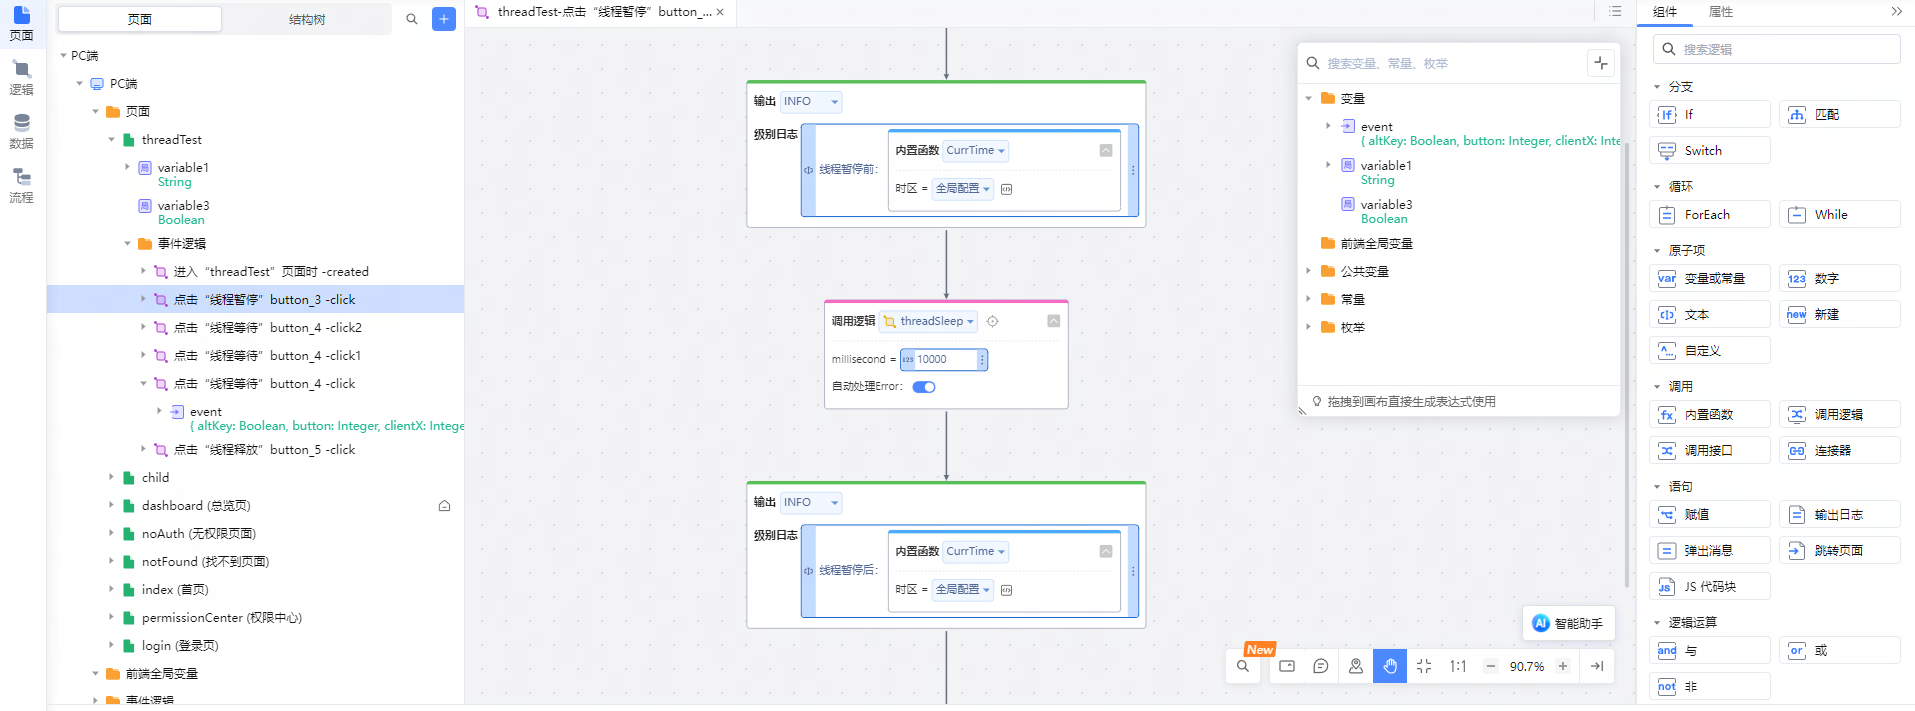 页面
逻辑
数据
流程
页面
结构树
PC端
PC端
页面
threadTest
variable1
String
variable3
Boolean
事件逻辑
进入“threadTest”页面时 -created
点击“线程暂停”button_3 -click
点击“线程等待”button_4 -click2
点击“线程等待”button_4 -click1
点击“线程等待”button_4 -click
event
{ altKey: Boolean, button: Integer, clientX: Intege
点击“线程释放”button_5 -click
child
dashboard (总览页)
noAuth (无权限页面)
notFound (找不到页面)
index (首页)
permissionCenter (权限中心)
login (登录页)
前端全局变量
事件逻辑
threadTest-点击“线程暂停”button_...
输出 INFO
级别日志
线程暂停前:
内置函数 CurrTime
时区 = 全局配置
调用逻辑 threadSleep
millisecond = 123 10000
自动处理Error:
输出 INFO
级别日志
线程暂停后:
内置函数 CurrTime
时区 = 全局配置
搜索变量、常量、枚举
变量
event
{ altKey: Boolean, button: Integer, clientX: Inte
局 variable1
String
局 variable3
Boolean
前端全局变量
公共变量
常量
枚举
拖拽到画布直接生成表达式使用
AI 智能助手
New
1:1
90.7%
组件
属性
搜索逻辑
分支
If If
匹配
Switch
循环
ForEach
While
原子项
var 变量或常量
123 数字
文本
new 新建
自定义
调用
fx 内置函数
调用逻辑
调用接口
连接器
语句
赋值
输出日志
弹出消息
跳转页面
JS JS 代码块
逻辑运算
and 与
or 或
not 非